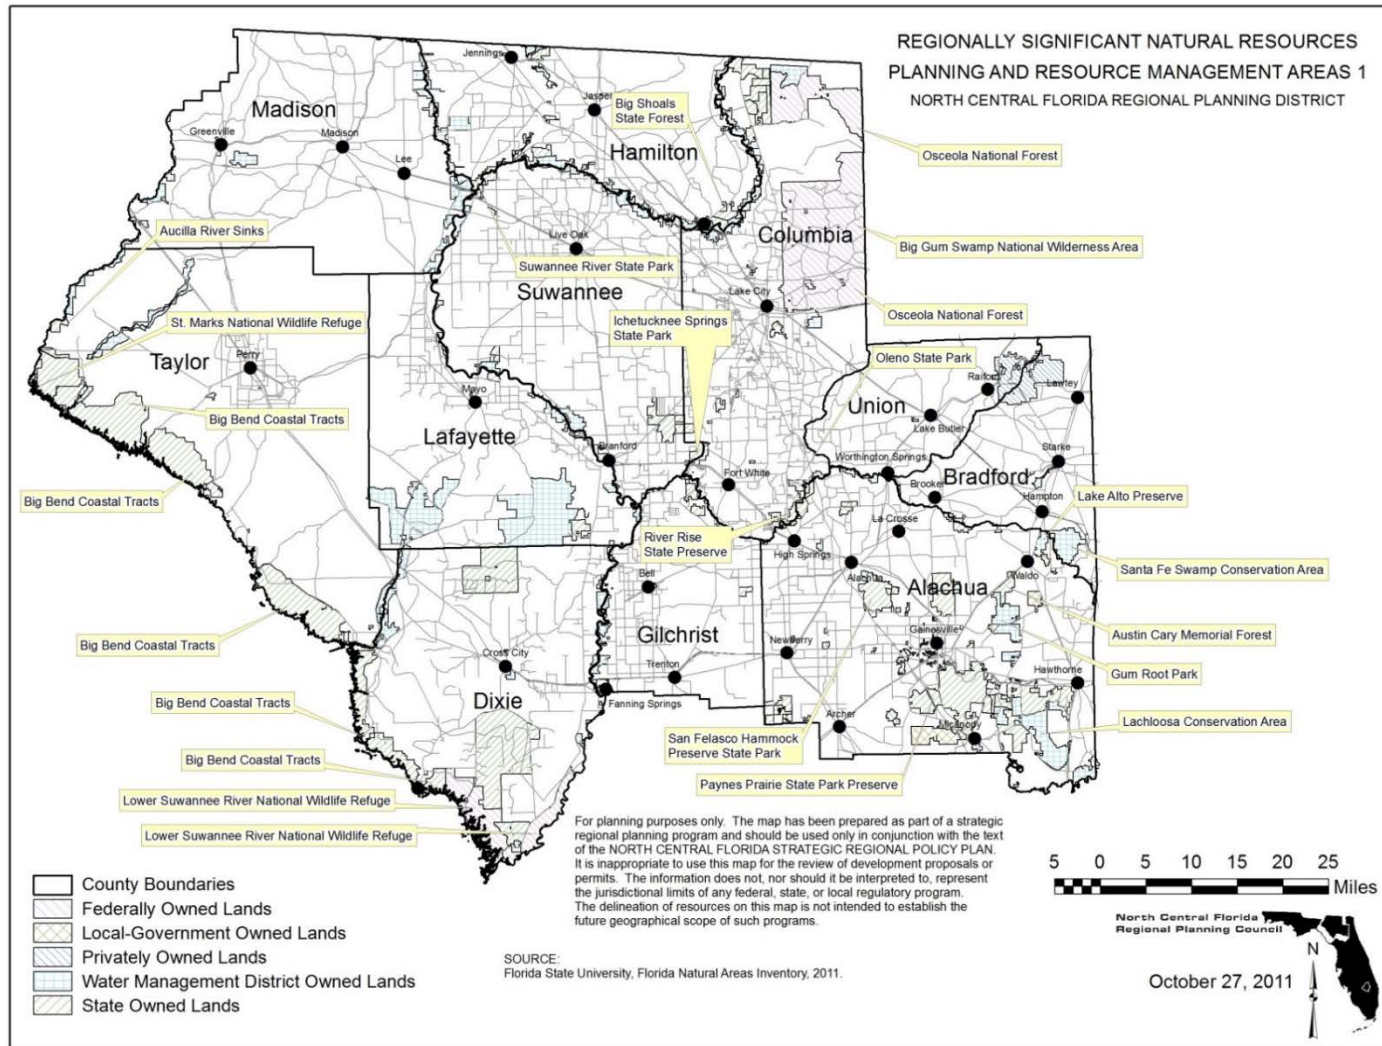 REGIONALLY SIGNIFICANT NATURAL RESOURCES
PLANNING AND RESOURCE MANAGEMENT AREAS 1
NORTH CENTRAL FLORIDA REGIONAL PLANNING DISTRICT
Jennings
Jasper
Big Shoals
State Forest
Madison
Greenville
Madison
Lee
Hamilton
Osceola National Forest
Aucilla River Sinks
Live Oak
Columbia
Big Gum Swamp National Wilderness Area
Suwannee River State Park
Suwannee
Lake City
Ichetucknee Springs
State Park
Osceola National Forest
St. Marks National Wildlife Refuge
Taylor
Perry
Oleno State Park
Raiford
Lawtey
Mayo
Big Bend Coastal Tracts
Union
Lake Butler
Lafayette
Branford
Starke
Worthington Springs
Fort White
Brooker
Bradford
Hampton
Big Bend Coastal Tracts
Lake Alto Preserve
La Crosse
River Rise
State Preserve
High Springs
Alachua
Waldo
Santa Fe Swamp Conservation Area
Bell
Alachua
Gilchrist
Gainesville
Newberry
Austin Cary Memorial Forest
Big Bend Coastal Tracts
Cross City
Trenton
Hawthorne
Gum Root Park
Dixie
Fanning Springs
Big Bend Coastal Tracts
Archer
Micanopy
Lachloosa Conservation Area
San Felasco Hammock
Preserve State Park
Big Bend Coastal Tracts
Paynes Prairie State Park Preserve
Lower Suwannee River National Wildlife Refuge
Lower Suwannee River National Wildlife Refuge
For planning purposes only. The map has been prepared as part of a strategic
regional planning program and should be used only in conjunction with the text
of the NORTH CENTRAL FLORIDA STRATEGIC REGIONAL POLICY PLAN.
It is inappropriate to use this map for the review of development proposals or
permits. The information does not, nor should it be interpreted to, represent
the jurisdictional limits of any federal, state, or local regulatory program.
The delineation of resources on this map is not intended to establish the
future geographical scope of such programs.
5 0 5 10 15 20 25
Miles
County Boundaries
Federally Owned Lands
Local-Government Owned Lands
Privately Owned Lands
Water Management District Owned Lands
State Owned Lands
SOURCE:
Florida State University, Florida Natural Areas Inventory, 2011.
North Central Florida
Regional Planning Council
N
October 27, 2011